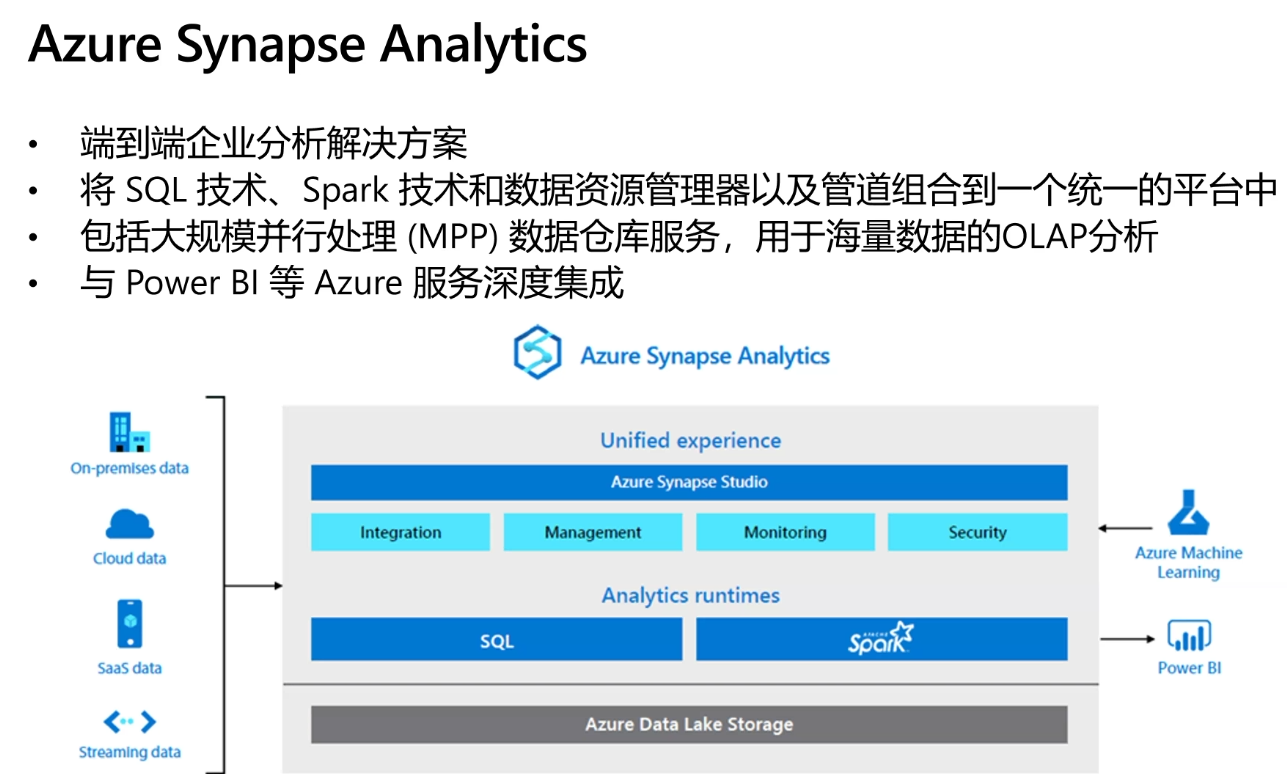 Azure Synapse Analytics
• 端到端企业分析解决方案
• 将 SQL 技术、Spark 技术和数据资源管理器以及管道组合到一个统一的平台中
• 包括大规模并行处理 (MPP) 数据仓库服务，用于海量数据的OLAP分析
• 与 Power BI 等 Azure 服务深度集成
Azure Synapse Analytics
On-premises data
Cloud data
SaaS data
Streaming data
Unified experience
Azure Synapse Studio
Integration
Management
Monitoring
Security
Analytics runtimes
SQL
APACHE
Spark
Azure Data Lake Storage
Azure Machine
Learning
Power BI